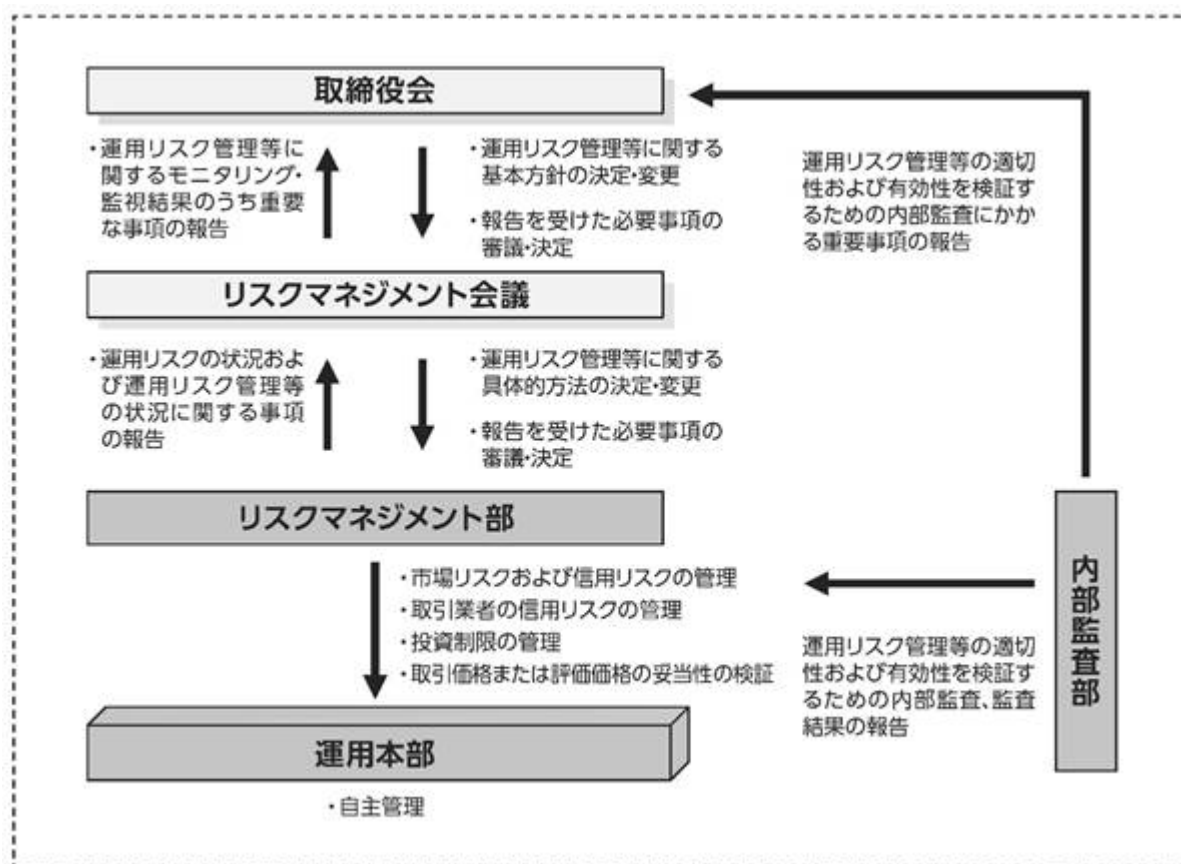 取締役会
・運用リスク管理等に
関するモニタリング・
監視結果のうち重要
な事項の報告
・運用リスク管理等に関する
基本方針の決定・変更
・報告を受けた必要事項の
審議・決定
運用リスク管理等の適切
性および有効性を検証す
るための内部監査にかか
る重要事項の報告
リスクマネジメント会議
・運用リスクの状況およ
び運用リスク管理等
の状況に関する事項
の報告
・運用リスク管理等に関する
具体的方法の決定・変更
・報告を受けた必要事項の
審議・決定
リスクマネジメント部
・市場リスクおよび信用リスクの管理
・取引業者の信用リスクの管理
・投資制限の管理
・取引価格または評価価格の妥当性の検証
運用リスク管理等の適切
性および有効性を検証す
るための内部監査、監査
結果の報告
内部監査部
運用本部
・自主管理